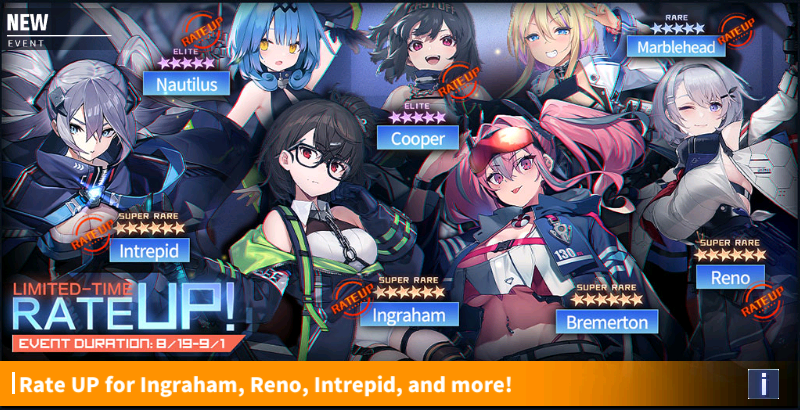 NEW
EVENT
RATE UP
ELITE
Nautilus
RATE UP
ELITE
Cooper
RARE
Marblehead
RATE UP
SUPER RARE
Intrepid
RATE UP
SUPER RARE
Ingraham
RATE UP
130
SUPER RARE
Bremerton
SUPER RARE
Reno
RATE UP
LIMITED-TIME
RATE UP!
EVENT DURATION: 8/19-9/1
Rate UP for Ingraham, Reno, Intrepid, and more!
i